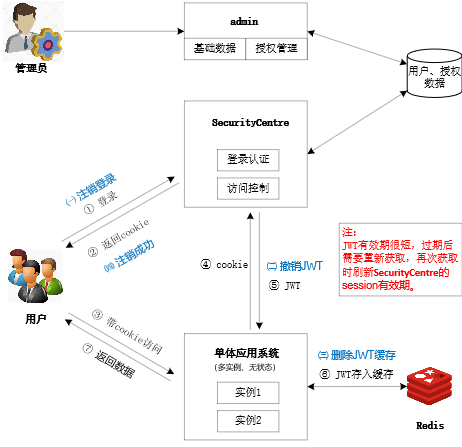 admin
基础数据
授权管理
管理员
用户、授权
数据
SecurityCentre
登录认证
访问控制
㈠ 注销登录
① 登录
② 返回cookie
㈣ 注销成功
④ cookie
㈡ 撤销JWT
⑤ JWT
注：
JWT有效期很短，过期后
需要重新获取，再次获取
时刷新SecurityCentre的
session有效期。
用户
③ 带cookie访问
⑦ 返回数据
单体应用系统
(多实例、无状态)
实例1
实例2
㈢ 删除JWT缓存
⑥ JWT存入缓存
Redis